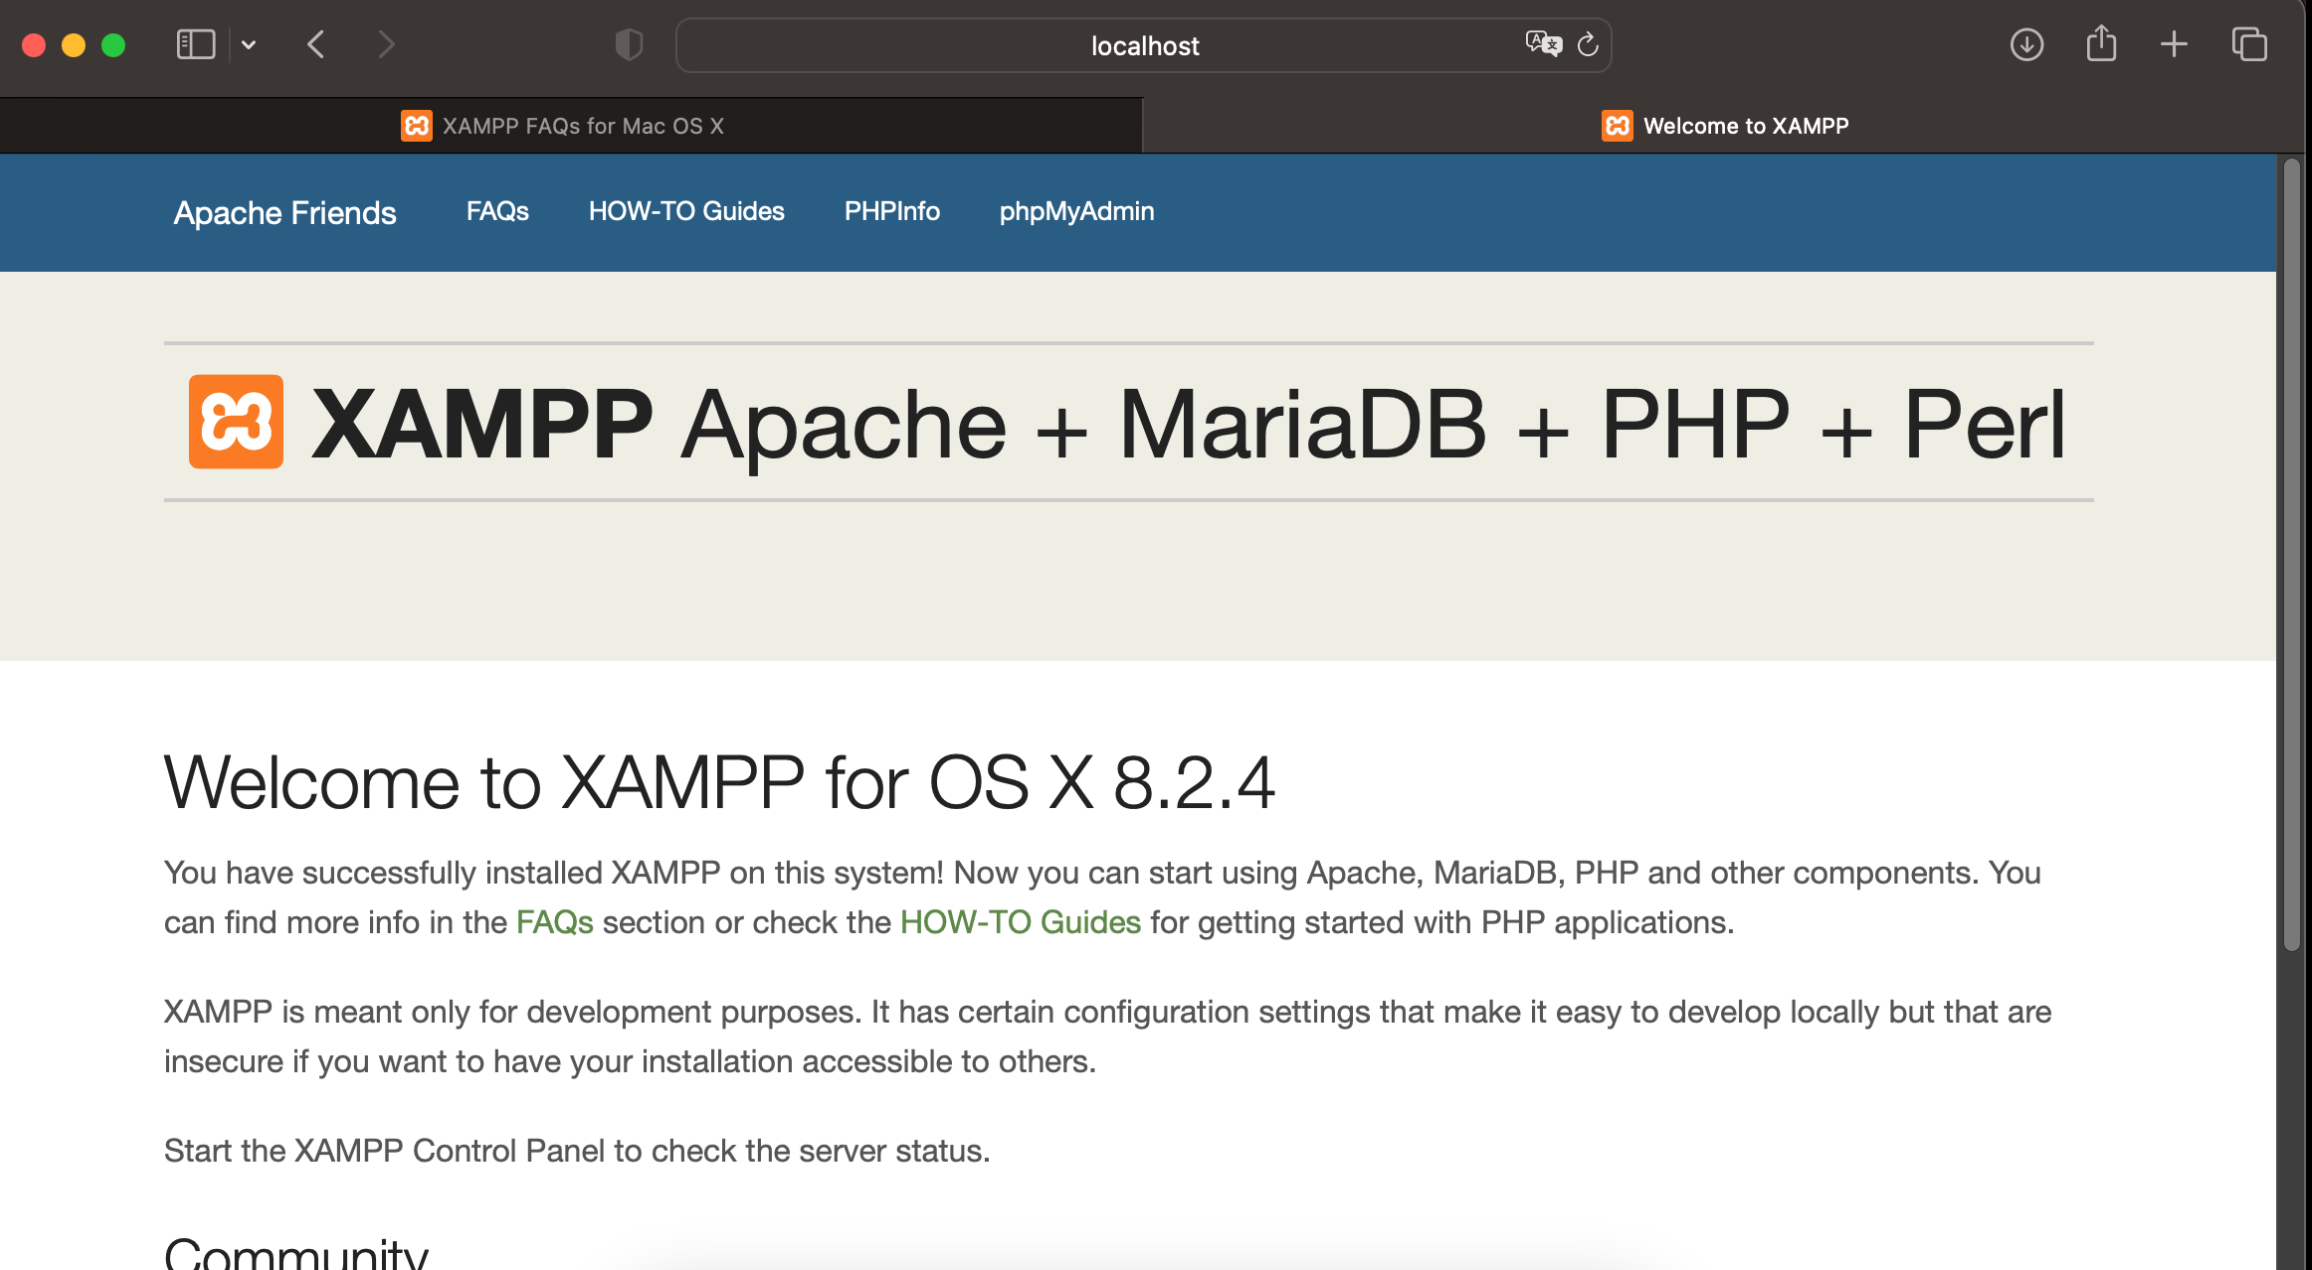 localhost
XAMPP FAQs for Mac OS X
Welcome to XAMPP
Apache Friends FAQs HOW-TO Guides PHPInfo phpMyAdmin
XAMPP Apache + MariaDB + PHP + Perl
Welcome to XAMPP for OS X 8.2.4
You have successfully installed XAMPP on this system! Now you can start using Apache, MariaDB, PHP and other components. You
can find more info in the FAQs section or check the HOW-TO Guides for getting started with PHP applications.
XAMPP is meant only for development purposes. It has certain configuration settings that make it easy to develop locally but that are
insecure if you want to have your installation accessible to others.
Start the XAMPP Control Panel to check the server status.
Community